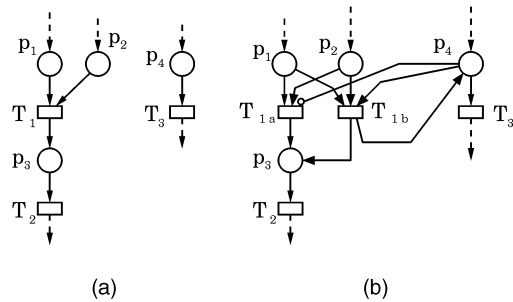 p1 p2 p4 p1 p2 p4
T1 T3 T1a T1b T3
p3 p3
T2 T2
(a) (b)